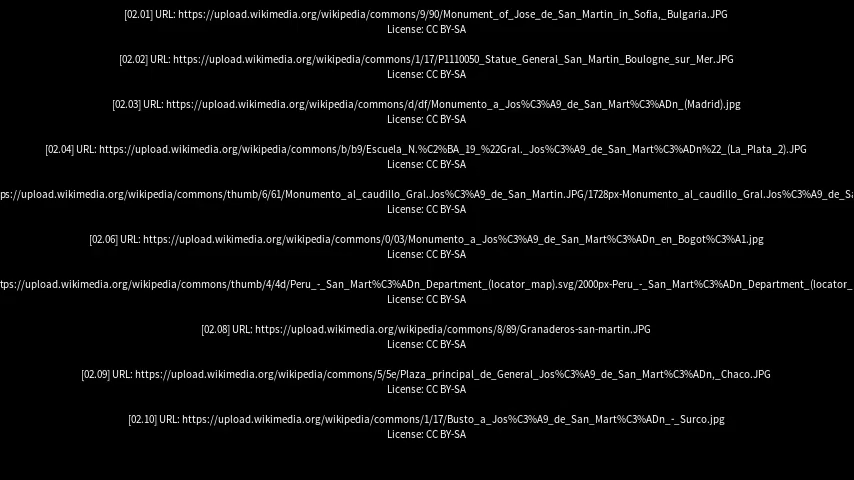 [02.01] URL: https://upload.wikimedia.org/wikipedia/commons/9/90/Monument_of_Jose_de_San_Martin_in_Sofia,_Bulgaria.JPG
License: CC BY-SA
[02.02] URL: https://upload.wikimedia.org/wikipedia/commons/1/17/P1110050_Statue_General_San_Martin_Boulogne_sur_Mer.JPG
License: CC BY-SA
[02.03] URL: https://upload.wikimedia.org/wikipedia/commons/d/df/Monumento_a_Jos%C3%A9_de_San_Mart%C3%ADn_(Madrid).jpg
License: CC BY-SA
[02.04] URL: https://upload.wikimedia.org/wikipedia/commons/b/b9/Escuela_N.%C2%BA_19_%22Gral._Jos%C3%A9_de_San_Mart%C3%ADn%22_(La_Plata_2).JPG
License: CC BY-SA
ps://upload.wikimedia.org/wikipedia/commons/thumb/6/61/Monumento_al_caudillo_Gral.Jos%C3%A9_de_San_Martin.JPG/1728px-Monumento_al_caudillo_Gral.Jos%C3%A9_de_Sa
License: CC BY-SA
[02.06] URL: https://upload.wikimedia.org/wikipedia/commons/0/03/Monumento_a_Jos%C3%A9_de_San_Mart%C3%ADn_en_Bogot%C3%A1.jpg
License: CC BY-SA
tps://upload.wikimedia.org/wikipedia/commons/thumb/4/4d/Peru_-_San_Mart%C3%ADn_Department_(locator_map).svg/2000px-Peru_-_San_Mart%C3%ADn_Department_(locator_
License: CC BY-SA
[02.08] URL: https://upload.wikimedia.org/wikipedia/commons/8/89/Granaderos-san-martin.JPG
License: CC BY-SA
[02.09] URL: https://upload.wikimedia.org/wikipedia/commons/5/5e/Plaza_principal_de_General_Jos%C3%A9_de_San_Mart%C3%ADn,_Chaco.JPG
License: CC BY-SA
[02.10] URL: https://upload.wikimedia.org/wikipedia/commons/1/17/Busto_a_Jos%C3%A9_de_San_Mart%C3%ADn_-_Surco.jpg
License: CC BY-SA